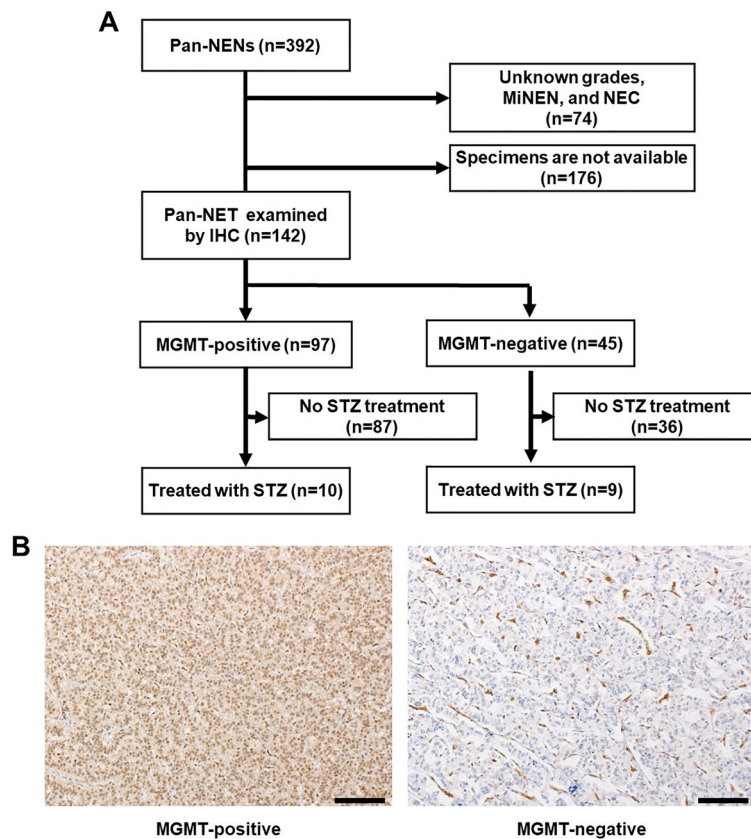 A
Pan-NENs (n=392)
Unknown grades,
MiNEN, and NEC
(n=74)
Specimens are not available
(n=176)
Pan-NET examined
by IHC (n=142)
MGMT-positive (n=97)
MGMT-negative (n=45)
No STZ treatment
(n=87)
No STZ treatment
(n=36)
Treated with STZ (n=10)
Treated with STZ (n=9)
B
MGMT-positive
MGMT-negative